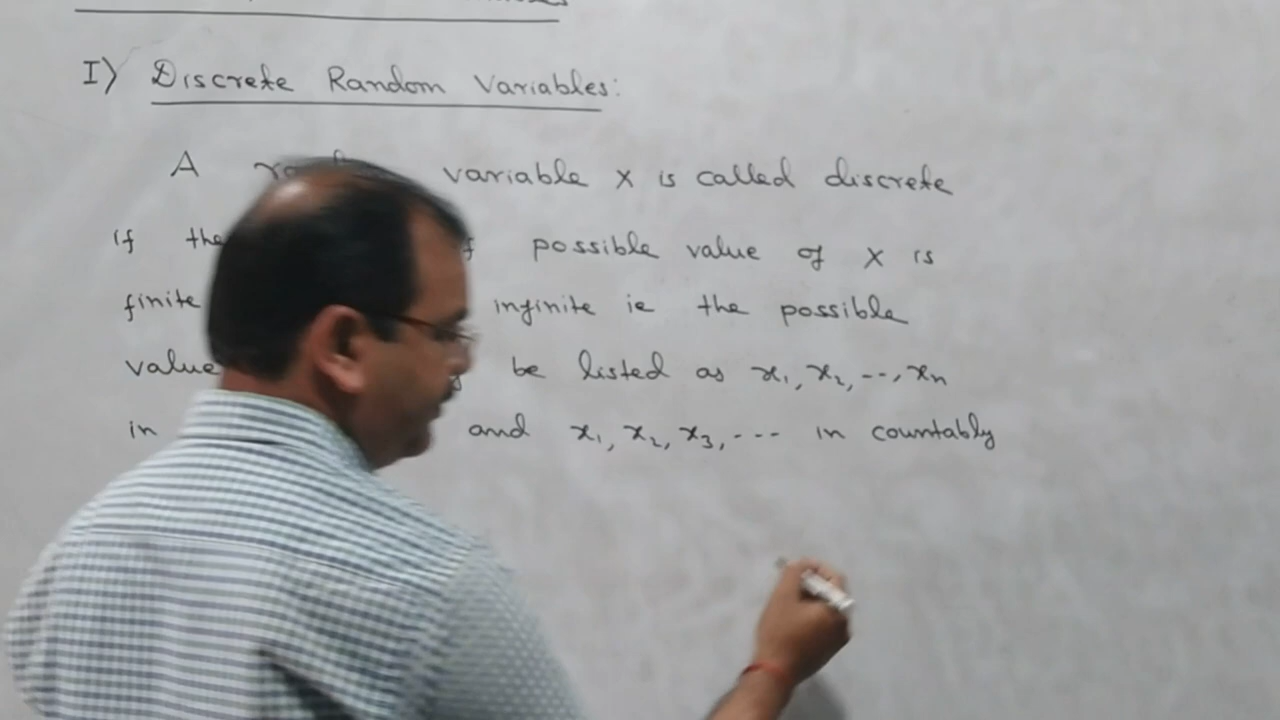 I) Discrete Random Variables:
A variable X is called discrete
if the possible value of X is
finite infinite ie the possible
value be listed as x₁, x₂, --, xₙ
in and x₁, x₂, x₃, --- in countably